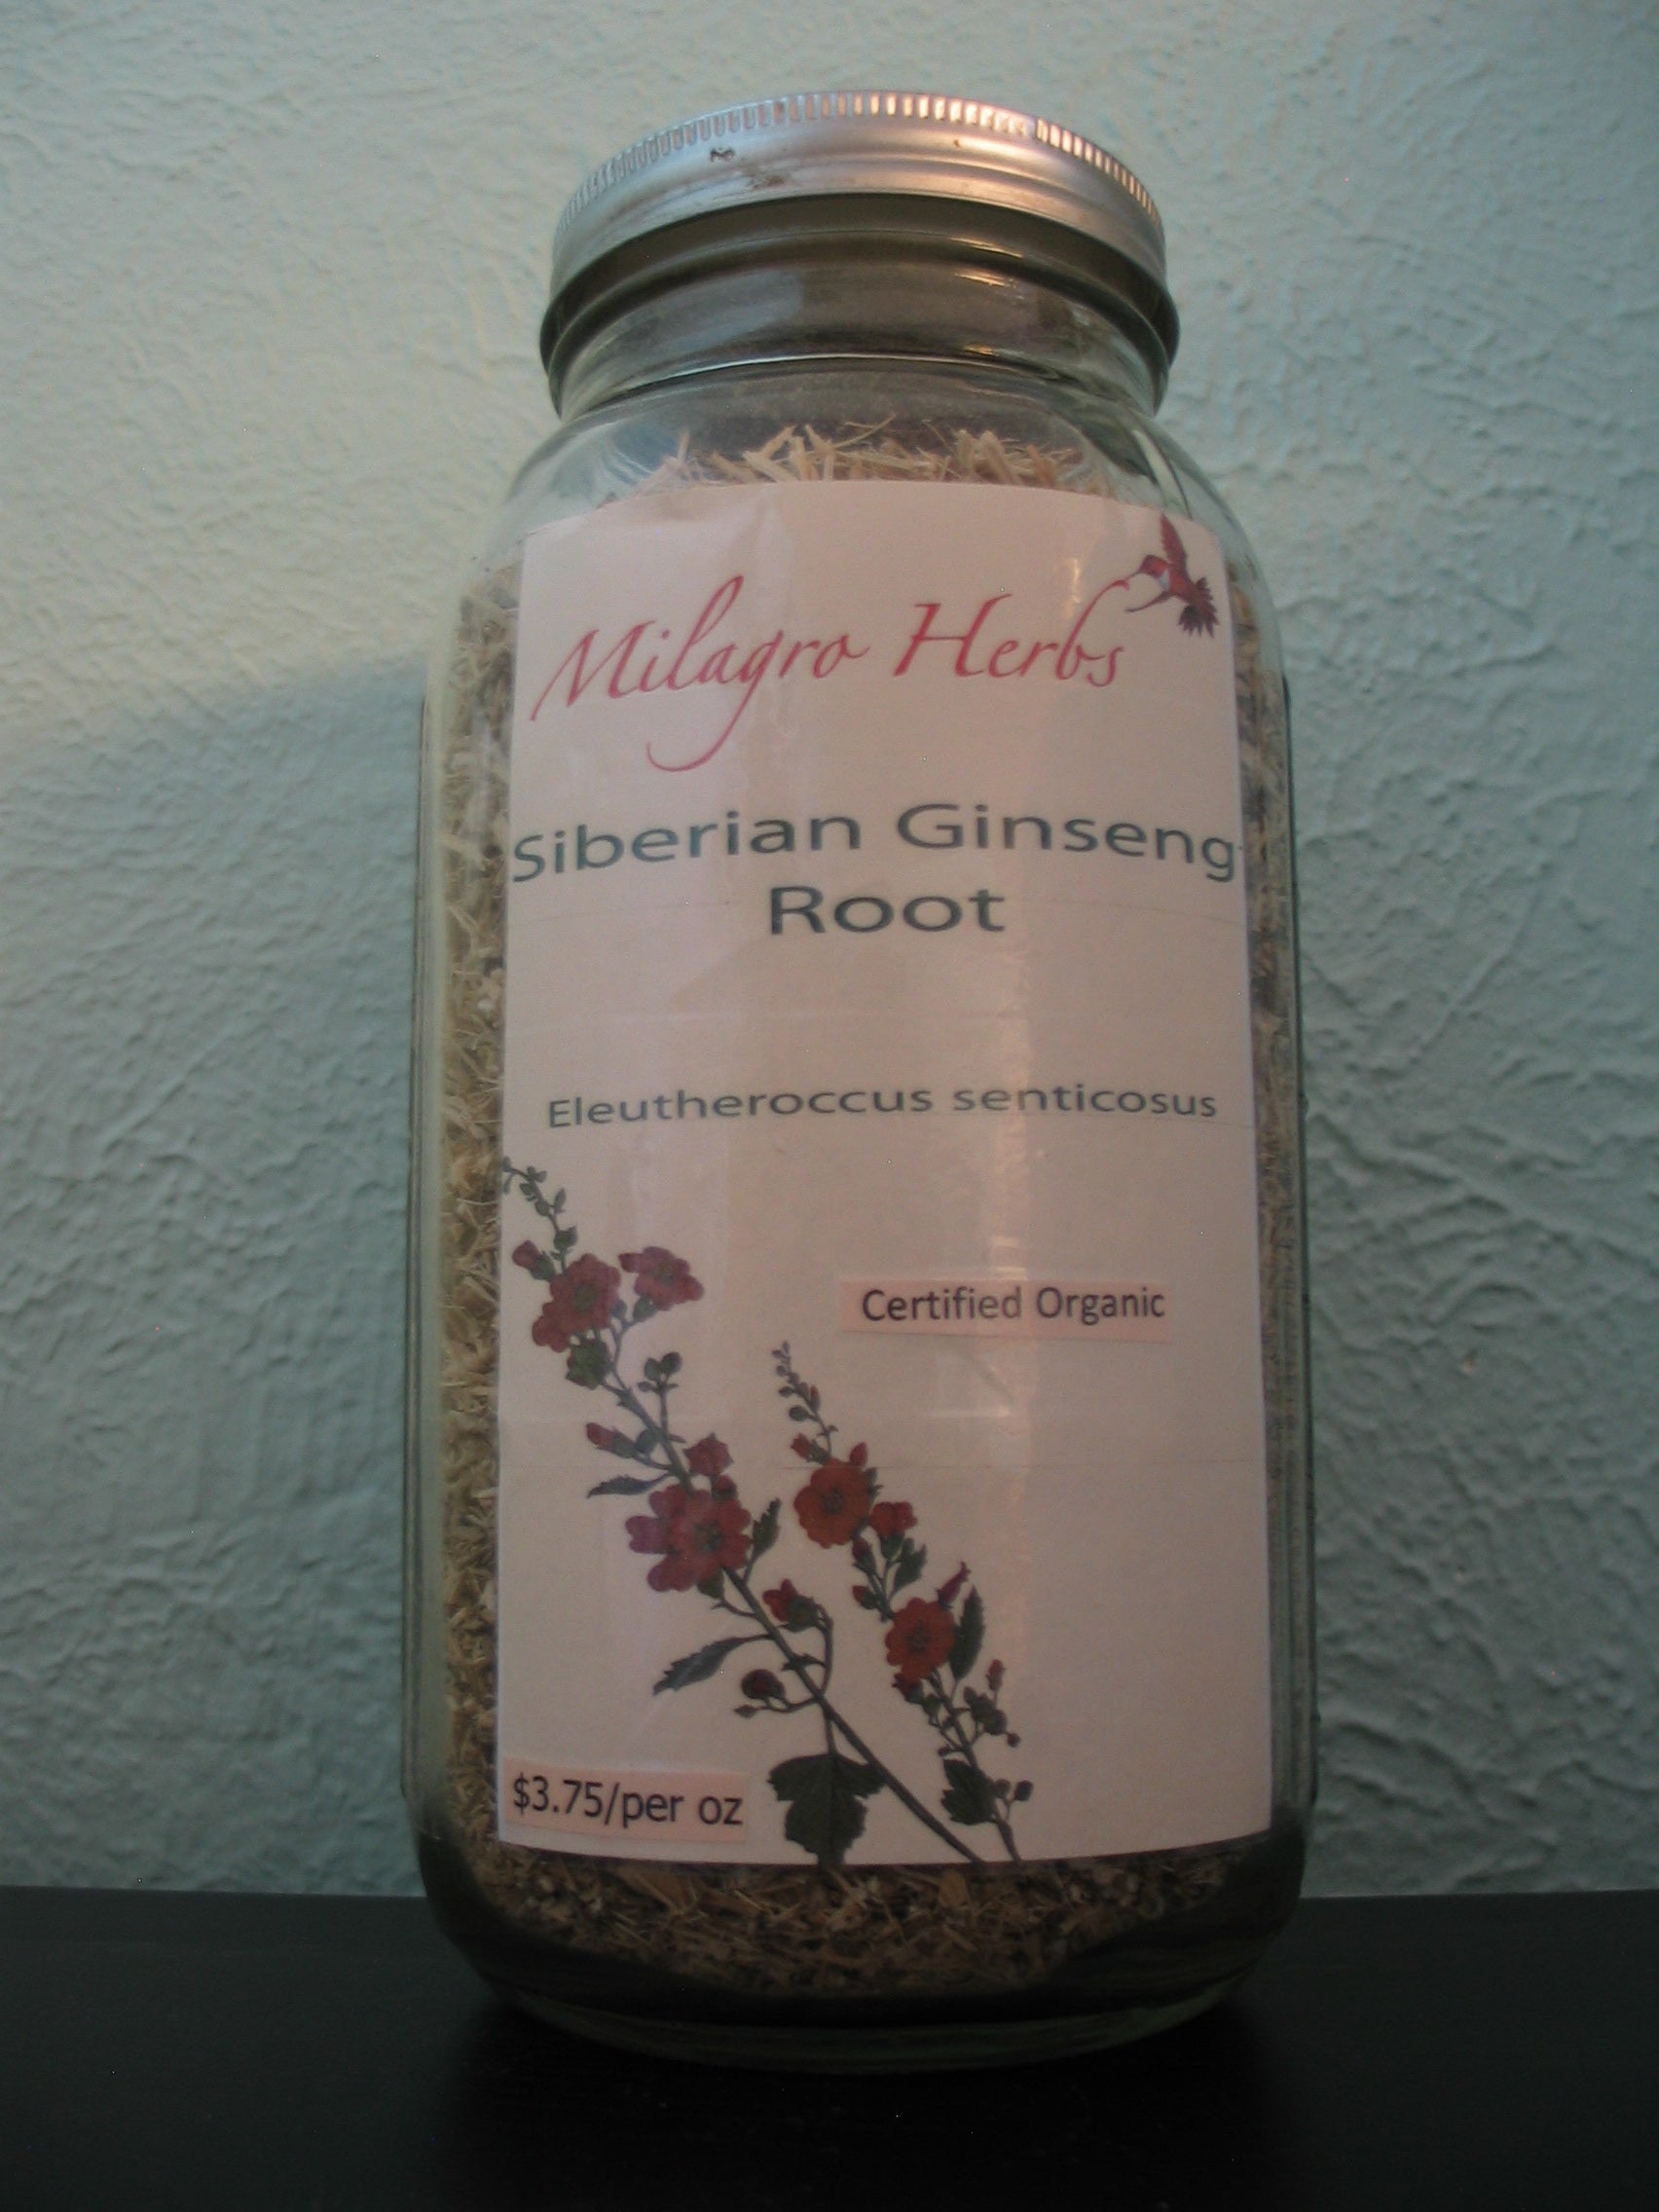 Milagro Herbs
Siberian Ginseng
Root
Eleutheroccus senticosus
Certified Organic
$3.75/per oz